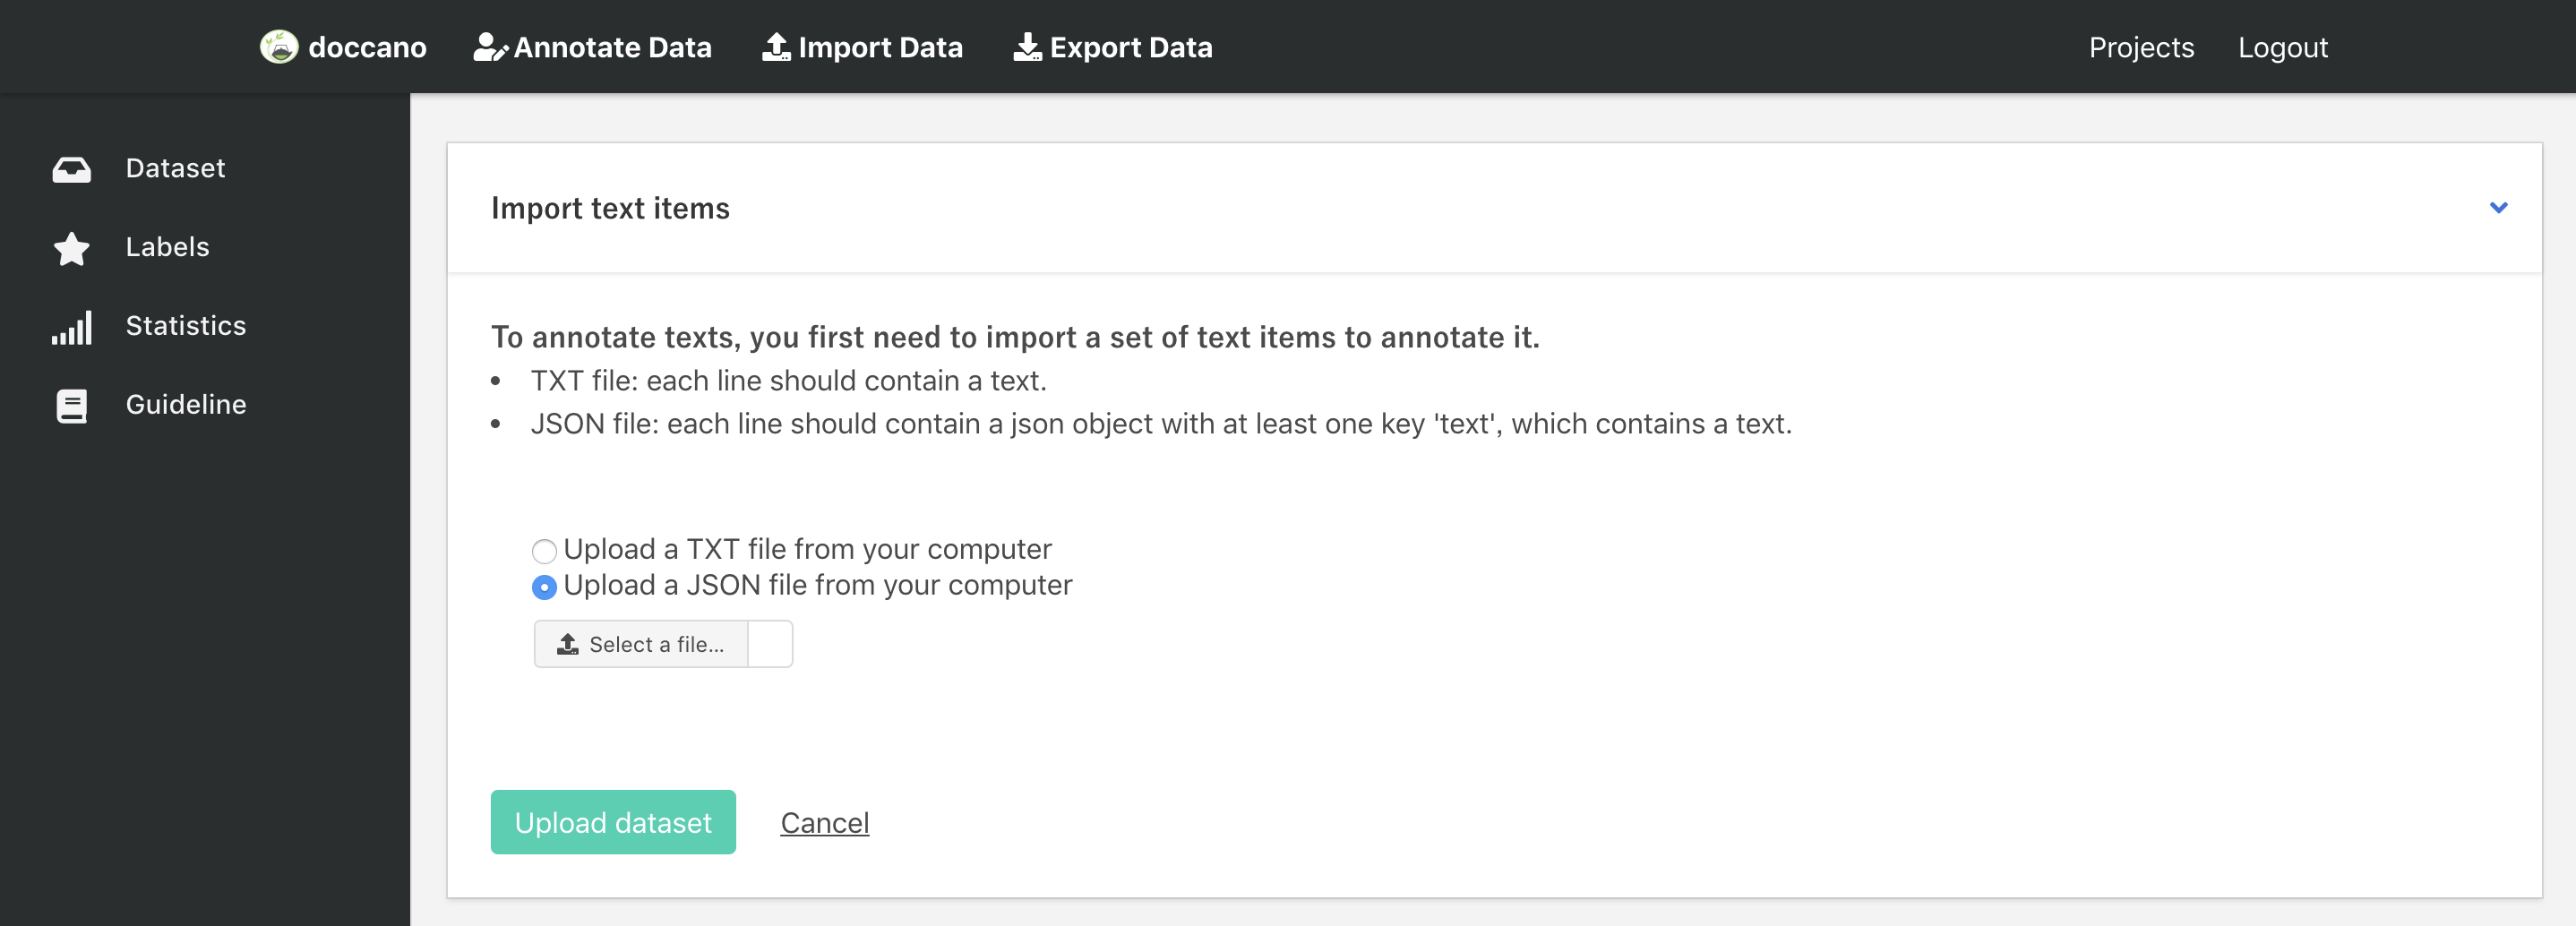 doccano Annotate Data Import Data Export Data Projects Logout
Dataset
Labels
Statistics
Guideline
Import text items
To annotate texts, you first need to import a set of text items to annotate it.
• TXT file: each line should contain a text.
• JSON file: each line should contain a json object with at least one key 'text', which contains a text.
Upload a TXT file from your computer
Upload a JSON file from your computer
Select a file...
Upload dataset Cancel